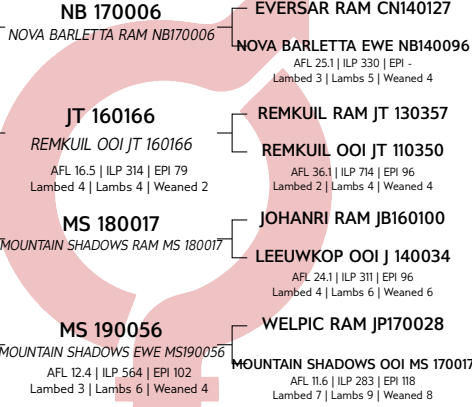 NB 170006
NOVA BARLETTA RAM NB170006
EVERSAR RAM CN140127
NOVA BARLETTA EWE NB140096
AFL 25.1 | ILP 330 | EPI -
Lambed 3 | Lambs 5 | Weaned 4
JT 160166
REMKUIL OOI JT 160166
AFL 16.5 | ILP 314 | EPI 79
Lambed 4 | Lambs 4 | Weaned 2
REMKUIL RAM JT 130357
REMKUIL OOI JT 110350
AFL 36.1 | ILP 714 | EPI 96
Lambed 2 | Lambs 4 | Weaned 4
MS 180017
MOUNTAIN SHADOWS RAM MS 180017
JOHANRI RAM JB160100
LEEUWKOP OOI J 140034
AFL 24.1 | ILP 311 | EPI 96
Lambed 4 | Lambs 6 | Weaned 6
MS 190056
MOUNTAIN SHADOWS EWE MS190056
AFL 12.4 | ILP 564 | EPI 102
Lambed 3 | Lambs 6 | Weaned 4
WELPIC RAM JP170028
MOUNTAIN SHADOWS OOI MS 170017
AFL 11.6 | ILP 283 | EPI 118
Lambed 7 | Lambs 9 | Weaned 8